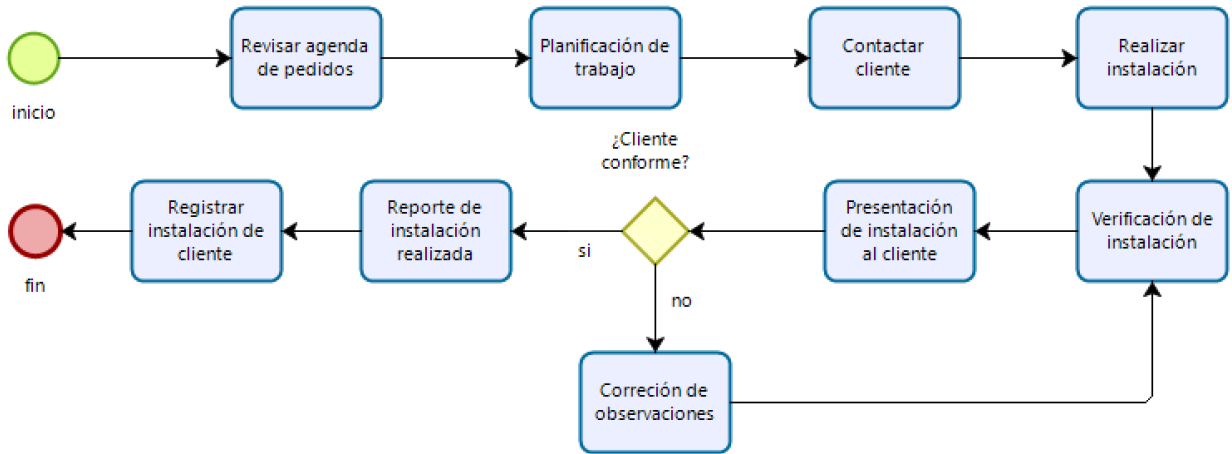 inicio
Revisar agenda
de pedidos
Planificación de
trabajo
Contactar
cliente
Realizar
instalación
Verificación de
instalación
Presentación
de instalación
al cliente
¿Cliente
conforme?
si
no
Correción de
observaciones
Reporte de
instalación
realizada
Registrar
instalación de
cliente
fin